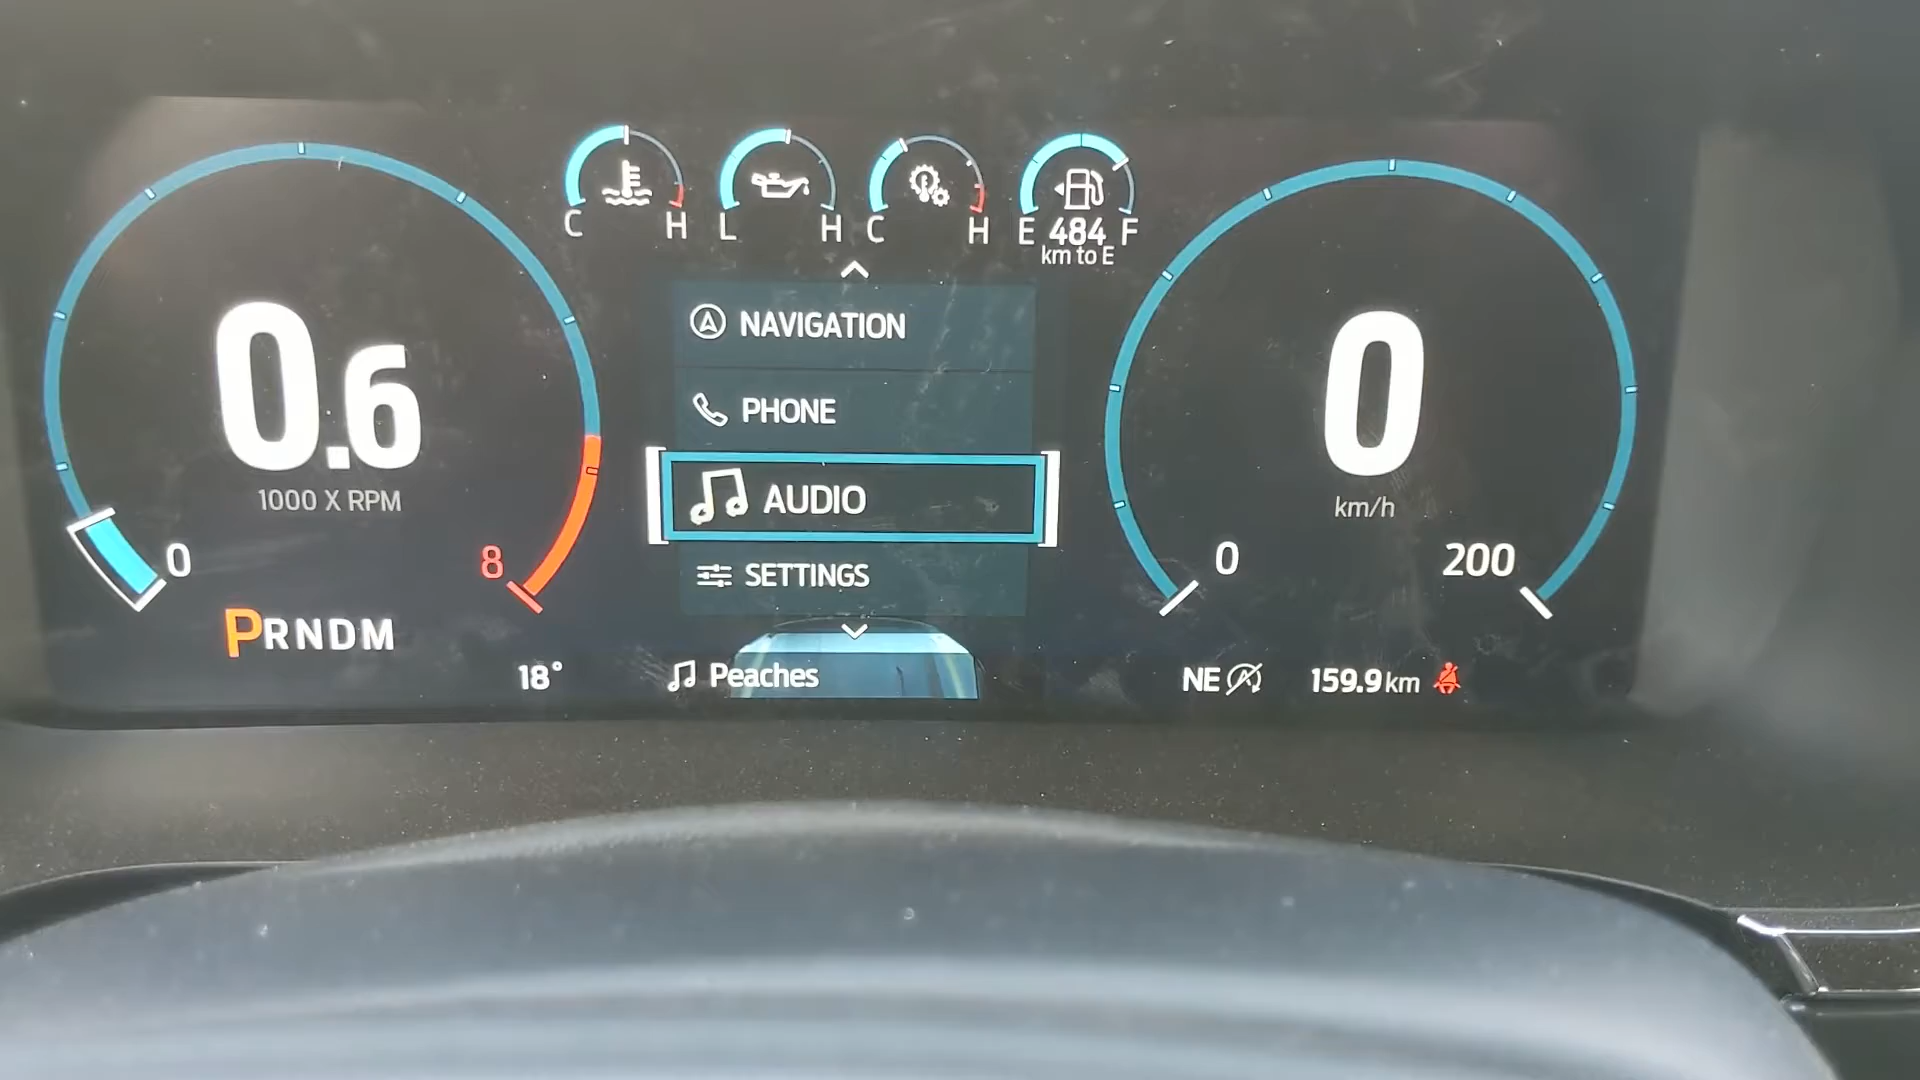 C H L H C H E 484 F
km to E
NAVIGATION
PHONE
AUDIO
SETTINGS
0.6
1000 X RPM
0 8
PRNDM
0
km/h
0 200
18°
Peaches
NE
159.9 km